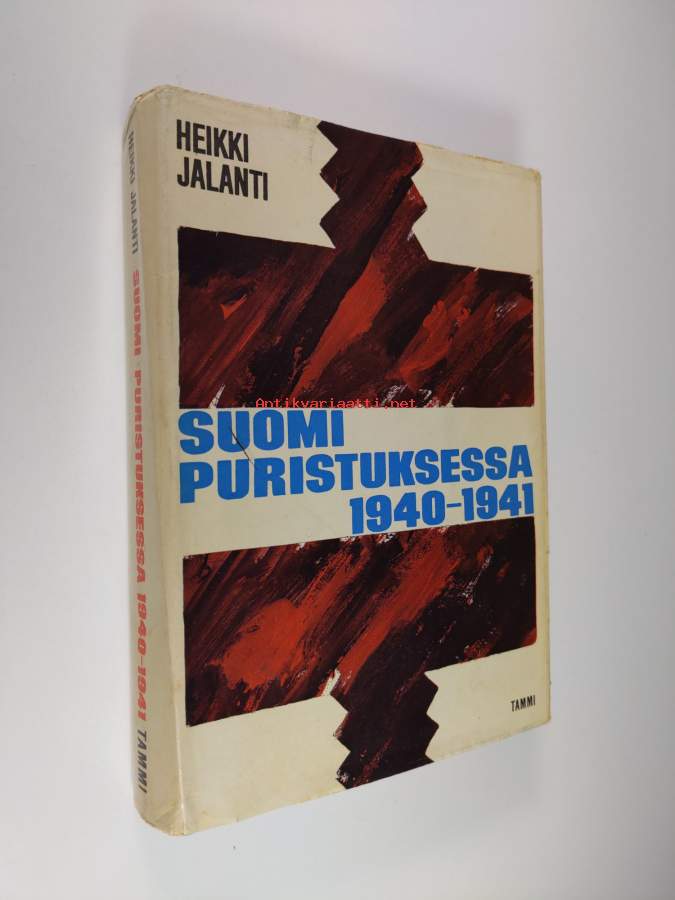 HEIKKI
JALANTI
SUOMI
PURISTUKSESSA
1940-1941
TAMMI
HEIKKI JALANTI SUOMI PURISTUKSESSA 1940-1941 TAMMI
Antikvariaatti.net